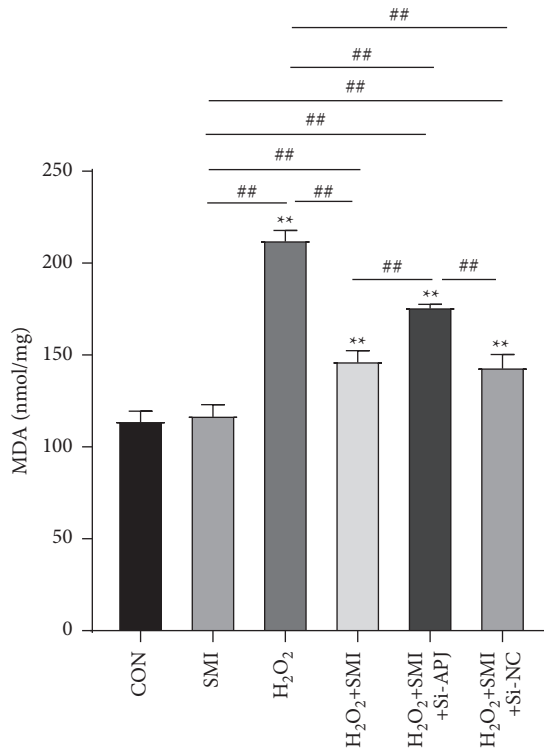 ##
##
##
##
##
## ##
250
**
200
## ##
**
150
**
**
100
50
0
MDA (nmol/mg)
CON
SMI
H₂O₂
H₂O₂+SMI
H₂O₂+SMI
+Si-APJ
H₂O₂+SMI
+Si-NC